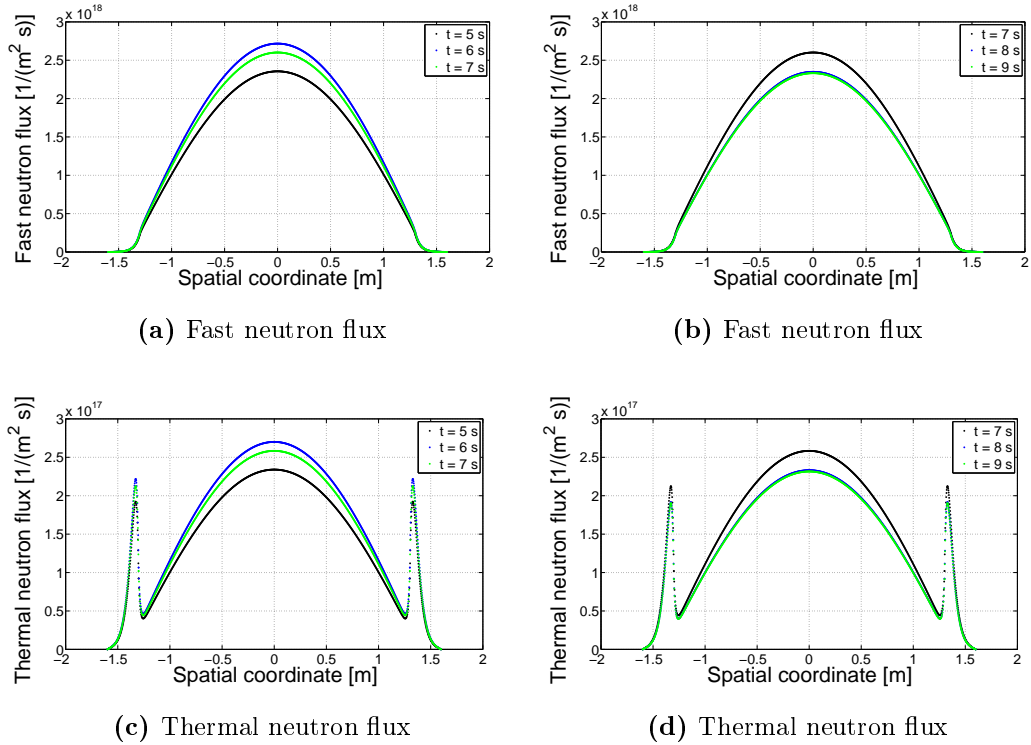 3 x 10^18
2.5
2
1.5
1
0.5
0
−2 −1.5 −1 −0.5 0 0.5 1 1.5 2
Fast neutron flux [1/(m² s)]
Spatial coordinate [m]
t = 5 s
t = 6 s
t = 7 s
(a) Fast neutron flux
3 x 10^18
2.5
2
1.5
1
0.5
0
−2 −1.5 −1 −0.5 0 0.5 1 1.5 2
Fast neutron flux [1/(m² s)]
Spatial coordinate [m]
t = 7 s
t = 8 s
t = 9 s
(b) Fast neutron flux
3 x 10^17
2.5
2
1.5
1
0.5
0
−2 −1.5 −1 −0.5 0 0.5 1 1.5 2
Thermal neutron flux [1/(m² s)]
Spatial coordinate [m]
t = 5 s
t = 6 s
t = 7 s
(c) Thermal neutron flux
3 x 10^17
2.5
2
1.5
1
0.5
0
−2 −1.5 −1 −0.5 0 0.5 1 1.5 2
Thermal neutron flux [1/(m² s)]
Spatial coordinate [m]
t = 7 s
t = 8 s
t = 9 s
(d) Thermal neutron flux